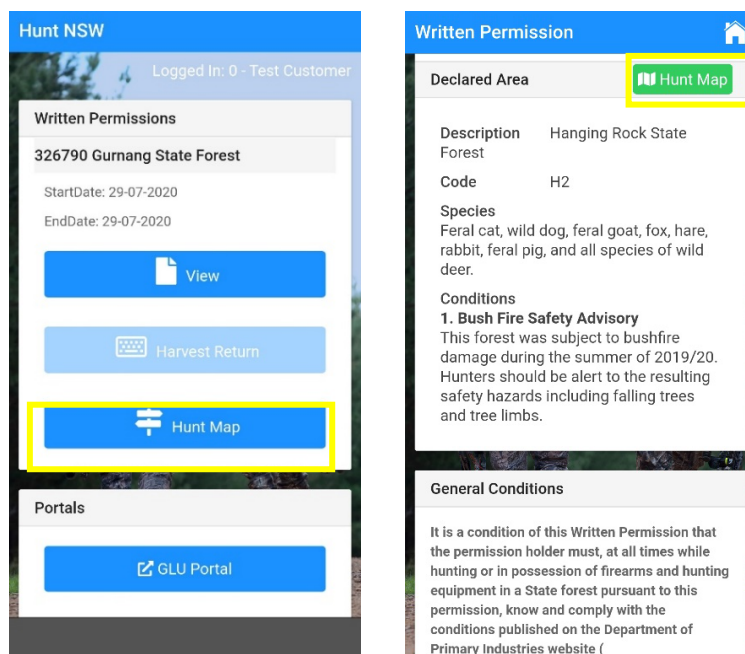 Hunt NSW
Logged In: 0 - Test Customer
Written Permissions
326790 Gurnang State Forest
StartDate: 29-07-2020
EndDate: 29-07-2020
View
Harvest Return
Hunt Map
Portals
GLU Portal
Written Permission
Declared Area
Hunt Map
Description Hanging Rock State
Forest
Code H2
Species
Feral cat, wild dog, feral goat, fox, hare,
rabbit, feral pig, and all species of wild
deer.
Conditions
1. Bush Fire Safety Advisory
This forest was subject to bushfire
damage during the summer of 2019/20.
Hunters should be alert to the resulting
safety hazards including falling trees
and tree limbs.
General Conditions
It is a condition of this Written Permission that
the permission holder must, at all times while
hunting or in possession of firearms and hunting
equipment in a State forest pursuant to this
permission, know and comply with the
conditions published on the Department of
Primary Industries website (